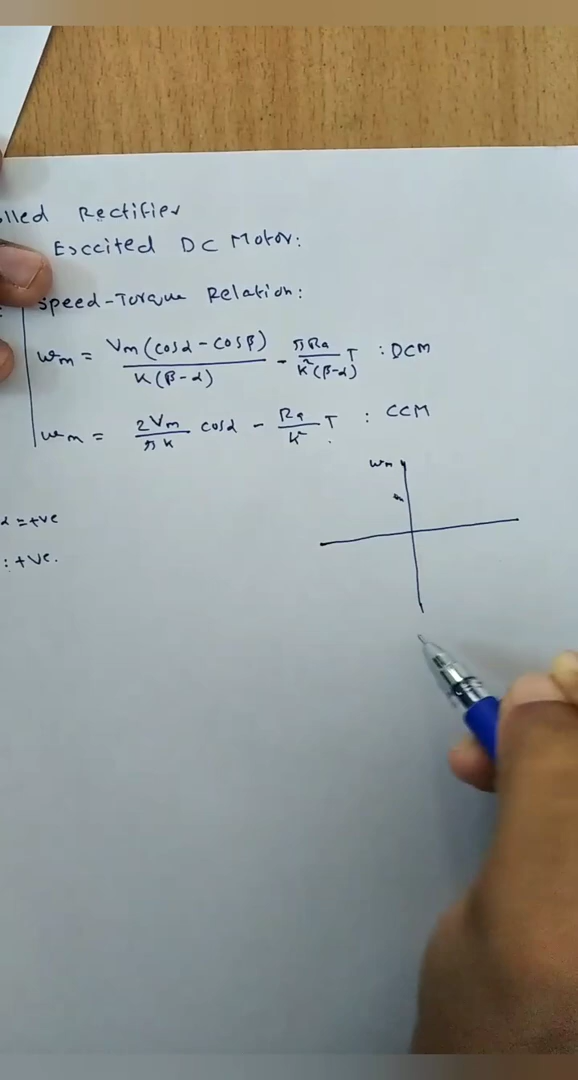 lled Rectifier
Excited DC Motor:
Speed-Torque Relation:
ωm = Vm(cosα - cosβ) / K(β-α) - πRa / K²(β-α) T : DCM
ωm = 2Vm / πK cosα - Ra / K² T : CCM
ωm
α = +ve
: +ve.